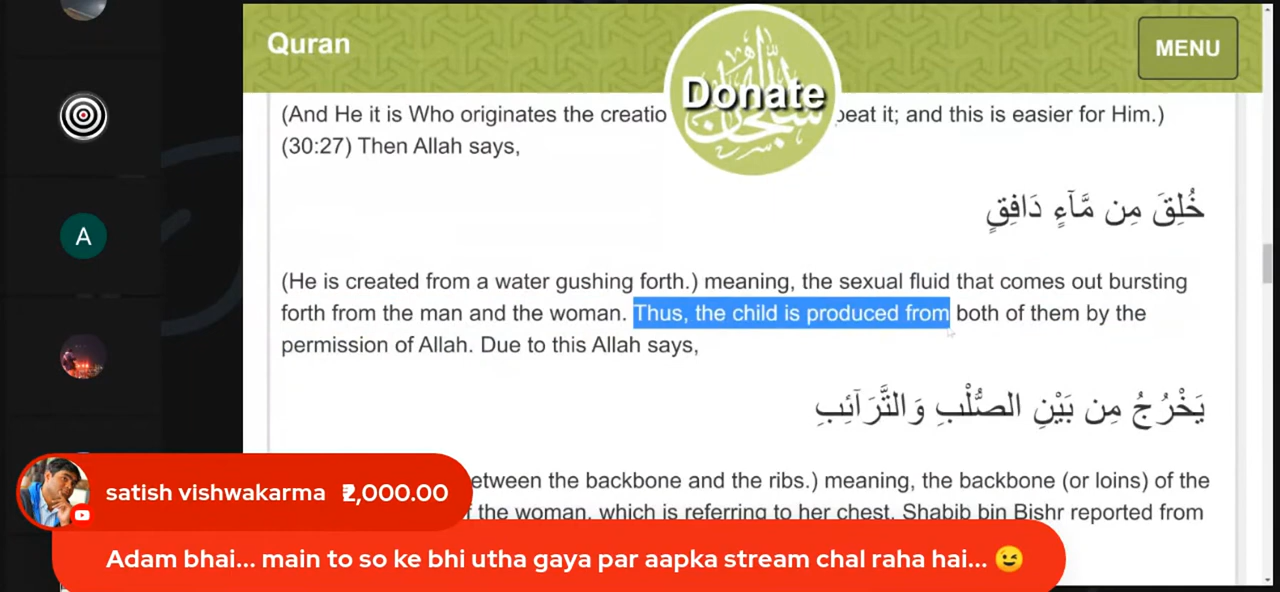 Quran
Donate
MENU
(And He it is Who originates the creatio peat it; and this is easier for Him.)
(30:27) Then Allah says,
خُلِقَ مِن مَّآءٍ دَافِقٍ
A
(He is created from a water gushing forth.) meaning, the sexual fluid that comes out bursting
forth from the man and the woman. Thus, the child is produced from both of them by the
permission of Allah. Due to this Allah says,
يَخْرُجُ مِن بَيْنِ الصُّلْبِ وَالتَّرَآئِبِ
etween the backbone and the ribs.) meaning, the backbone (or loins) of the
f the woman, which is referring to her chest. Shabib bin Bishr reported from
satish vishwakarma ₹2,000.00
Adam bhai... main to so ke bhi utha gaya par aapka stream chal raha hai... 😉